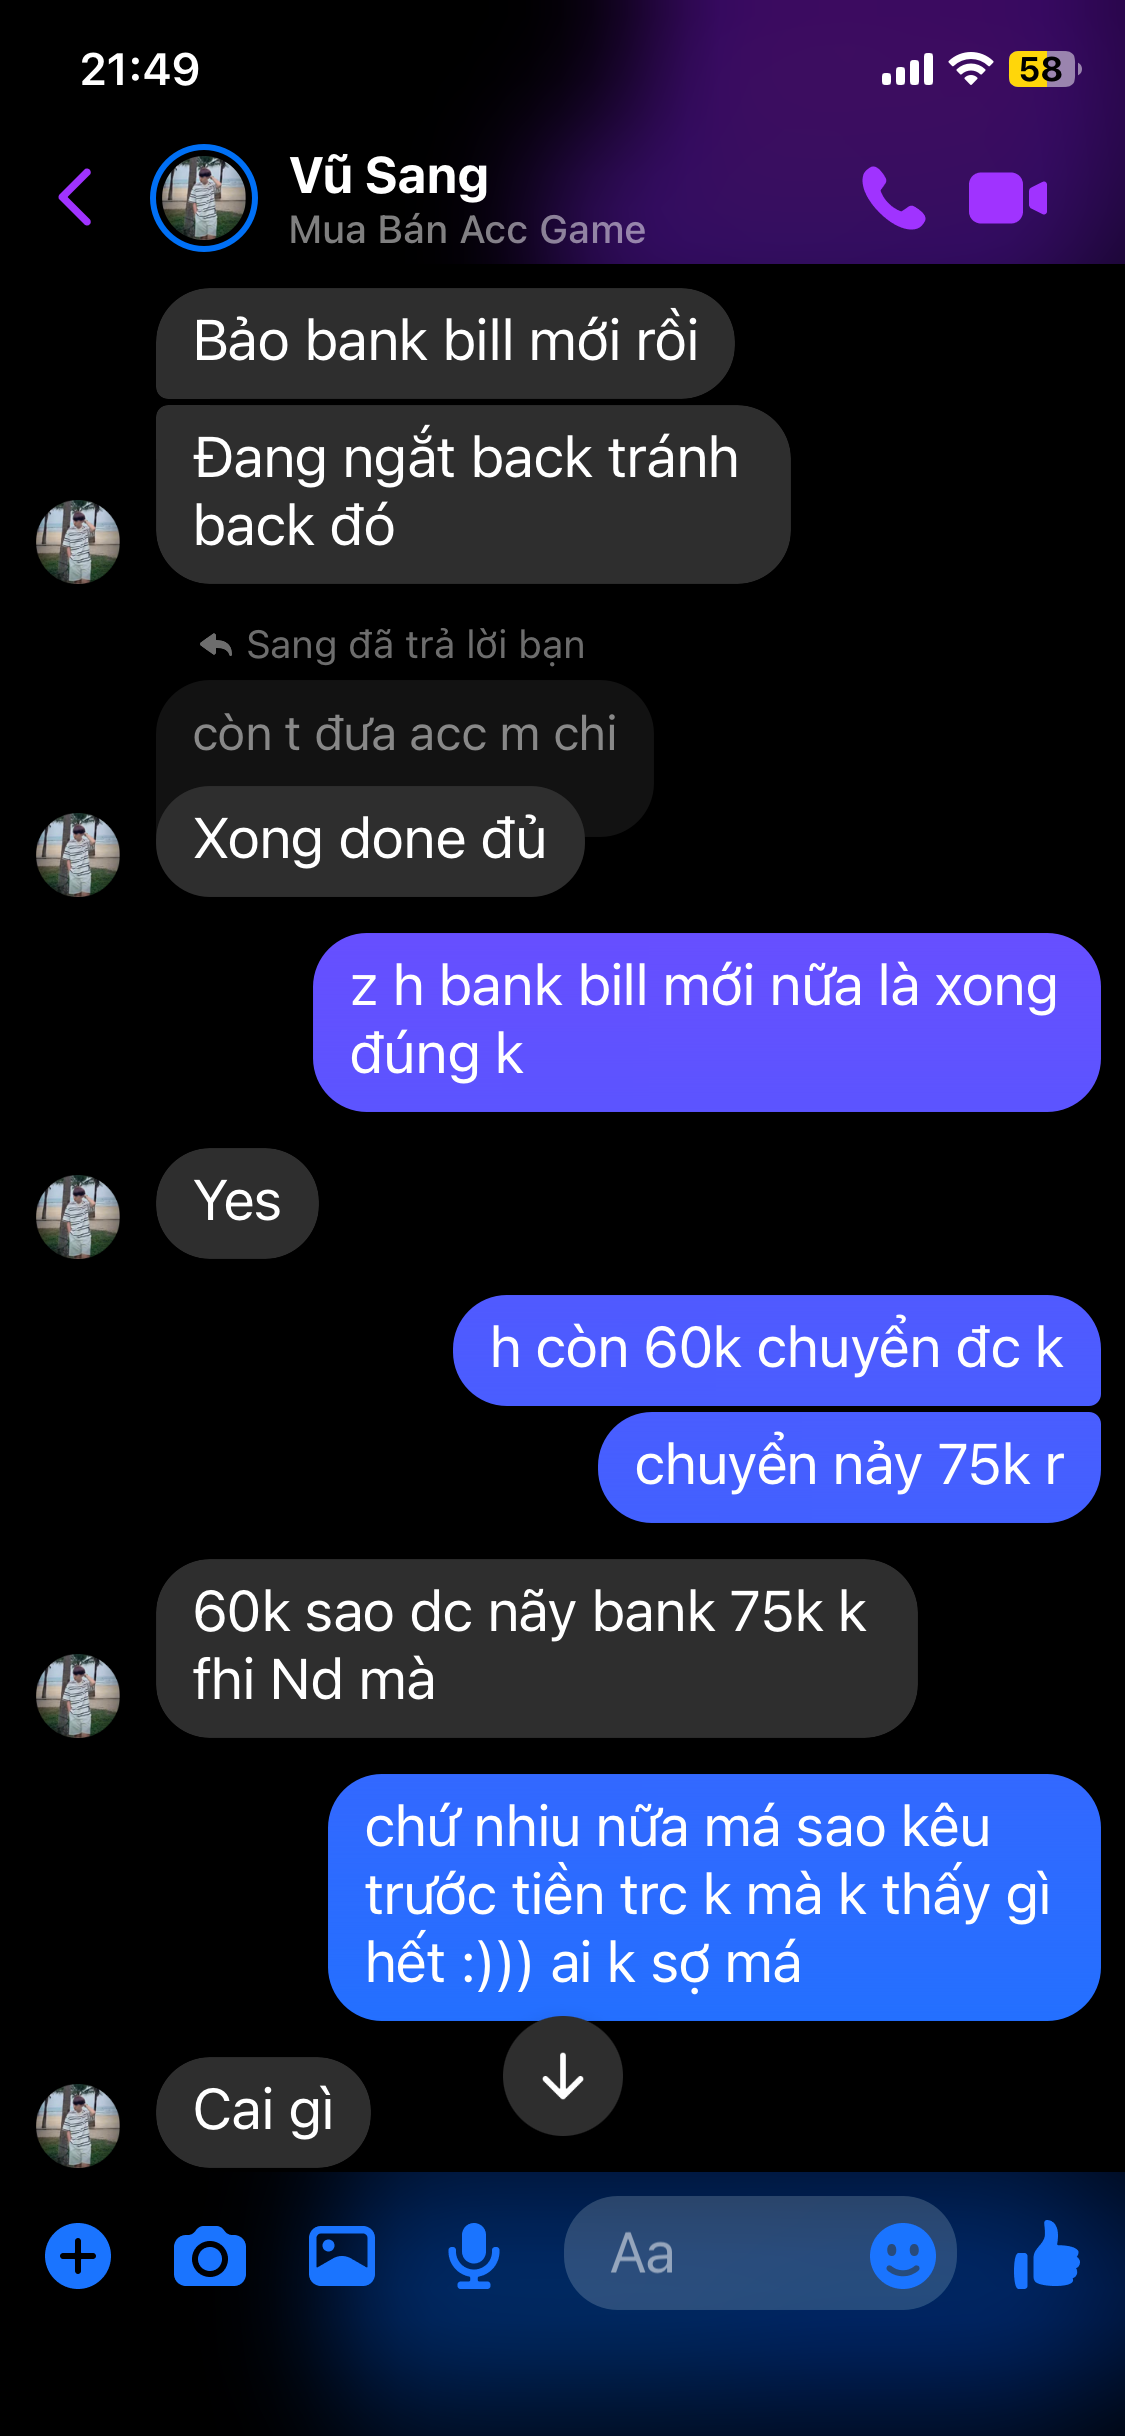 21:49
58
Vũ Sang
Mua Bán Acc Game
Bảo bank bill mới rồi
Đang ngắt back tránh
back đó
Sang đã trả lời bạn
còn t đưa acc m chi
Xong done đủ
z h bank bill mới nữa là xong
đúng k
Yes
h còn 60k chuyển đc k
chuyển nảy 75k r
60k sao dc nãy bank 75k k
fhi Nd mà
chứ nhiu nữa má sao kêu
trước tiền trc k mà k thấy gì
hết :))) ai k sợ má
Cai gì
Aa